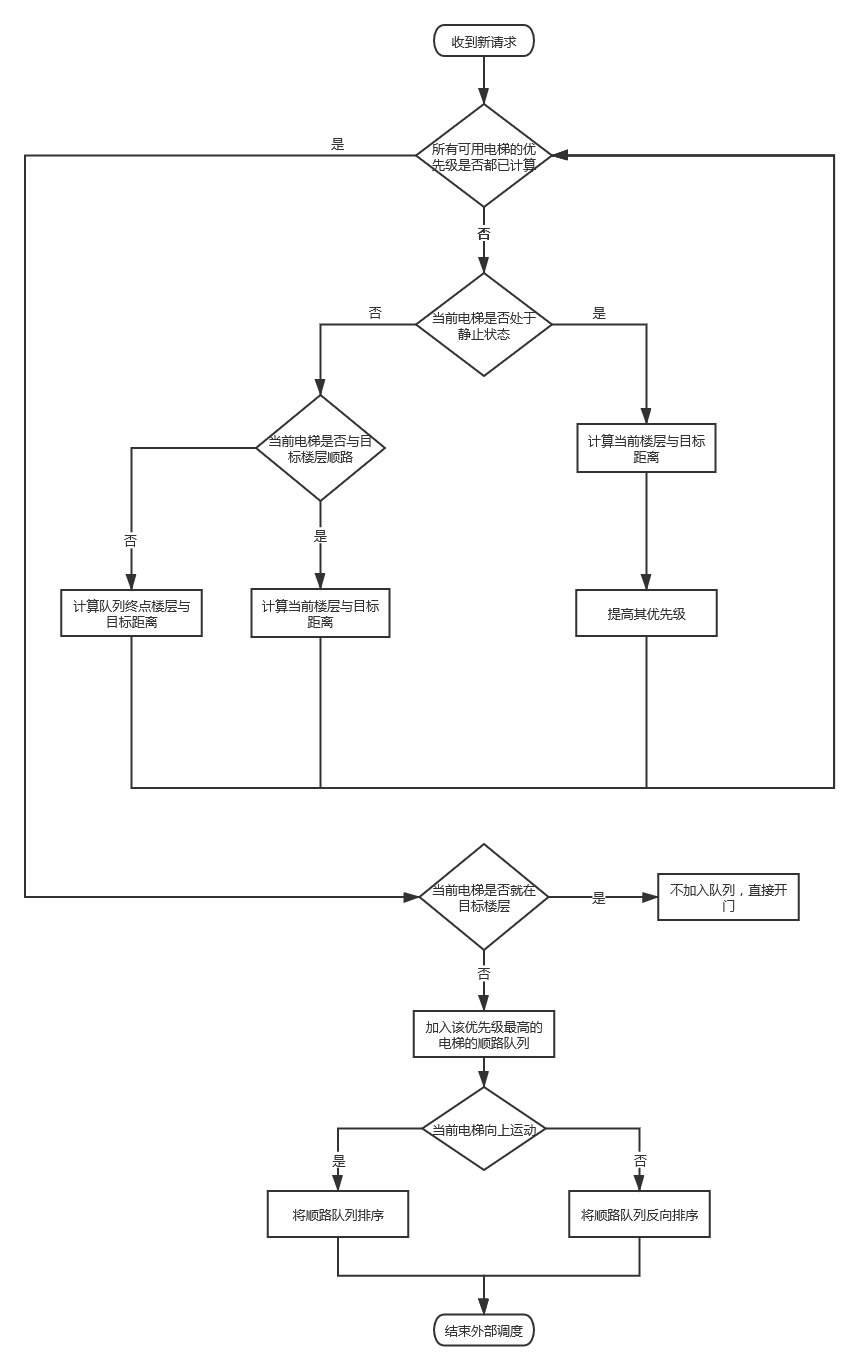 收到新请求
是
所有可用电梯的优
先级是否都已计算
否
否
当前电梯是否处于
静止状态
是
当前电梯是否与目
标楼层顺路
计算当前楼层与目标
距离
否
是
计算队列终点楼层与
目标距离
计算当前楼层与目标
距离
提高其优先级
当前电梯是否就在
目标楼层
是
不加入队列，直接开
门
否
加入该优先级最高的
电梯的顺路队列
当前电梯向上运动
是
否
将顺路队列排序
将顺路队列反向排序
结束外部调度